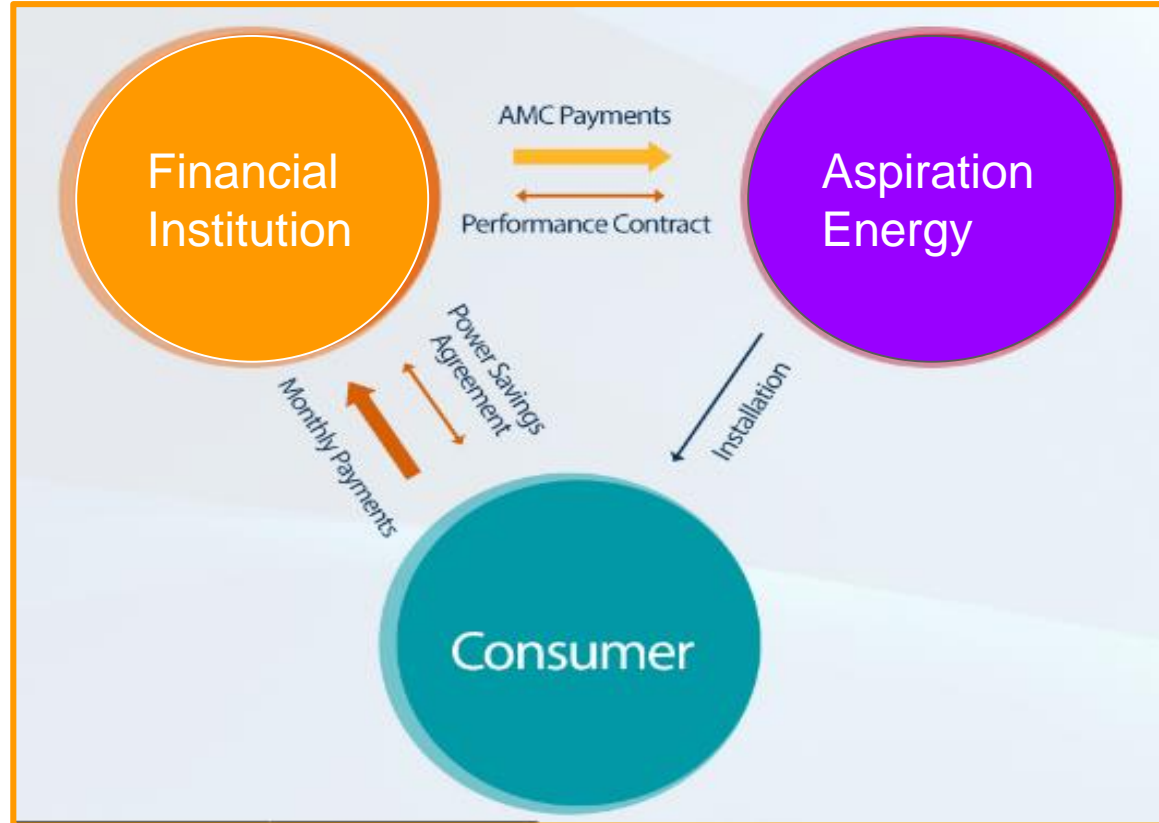 Financial
Institution
AMC Payments
Performance Contract
Aspiration
Energy
Monthly Payments
Power Savings
Agreement
Installation
Consumer